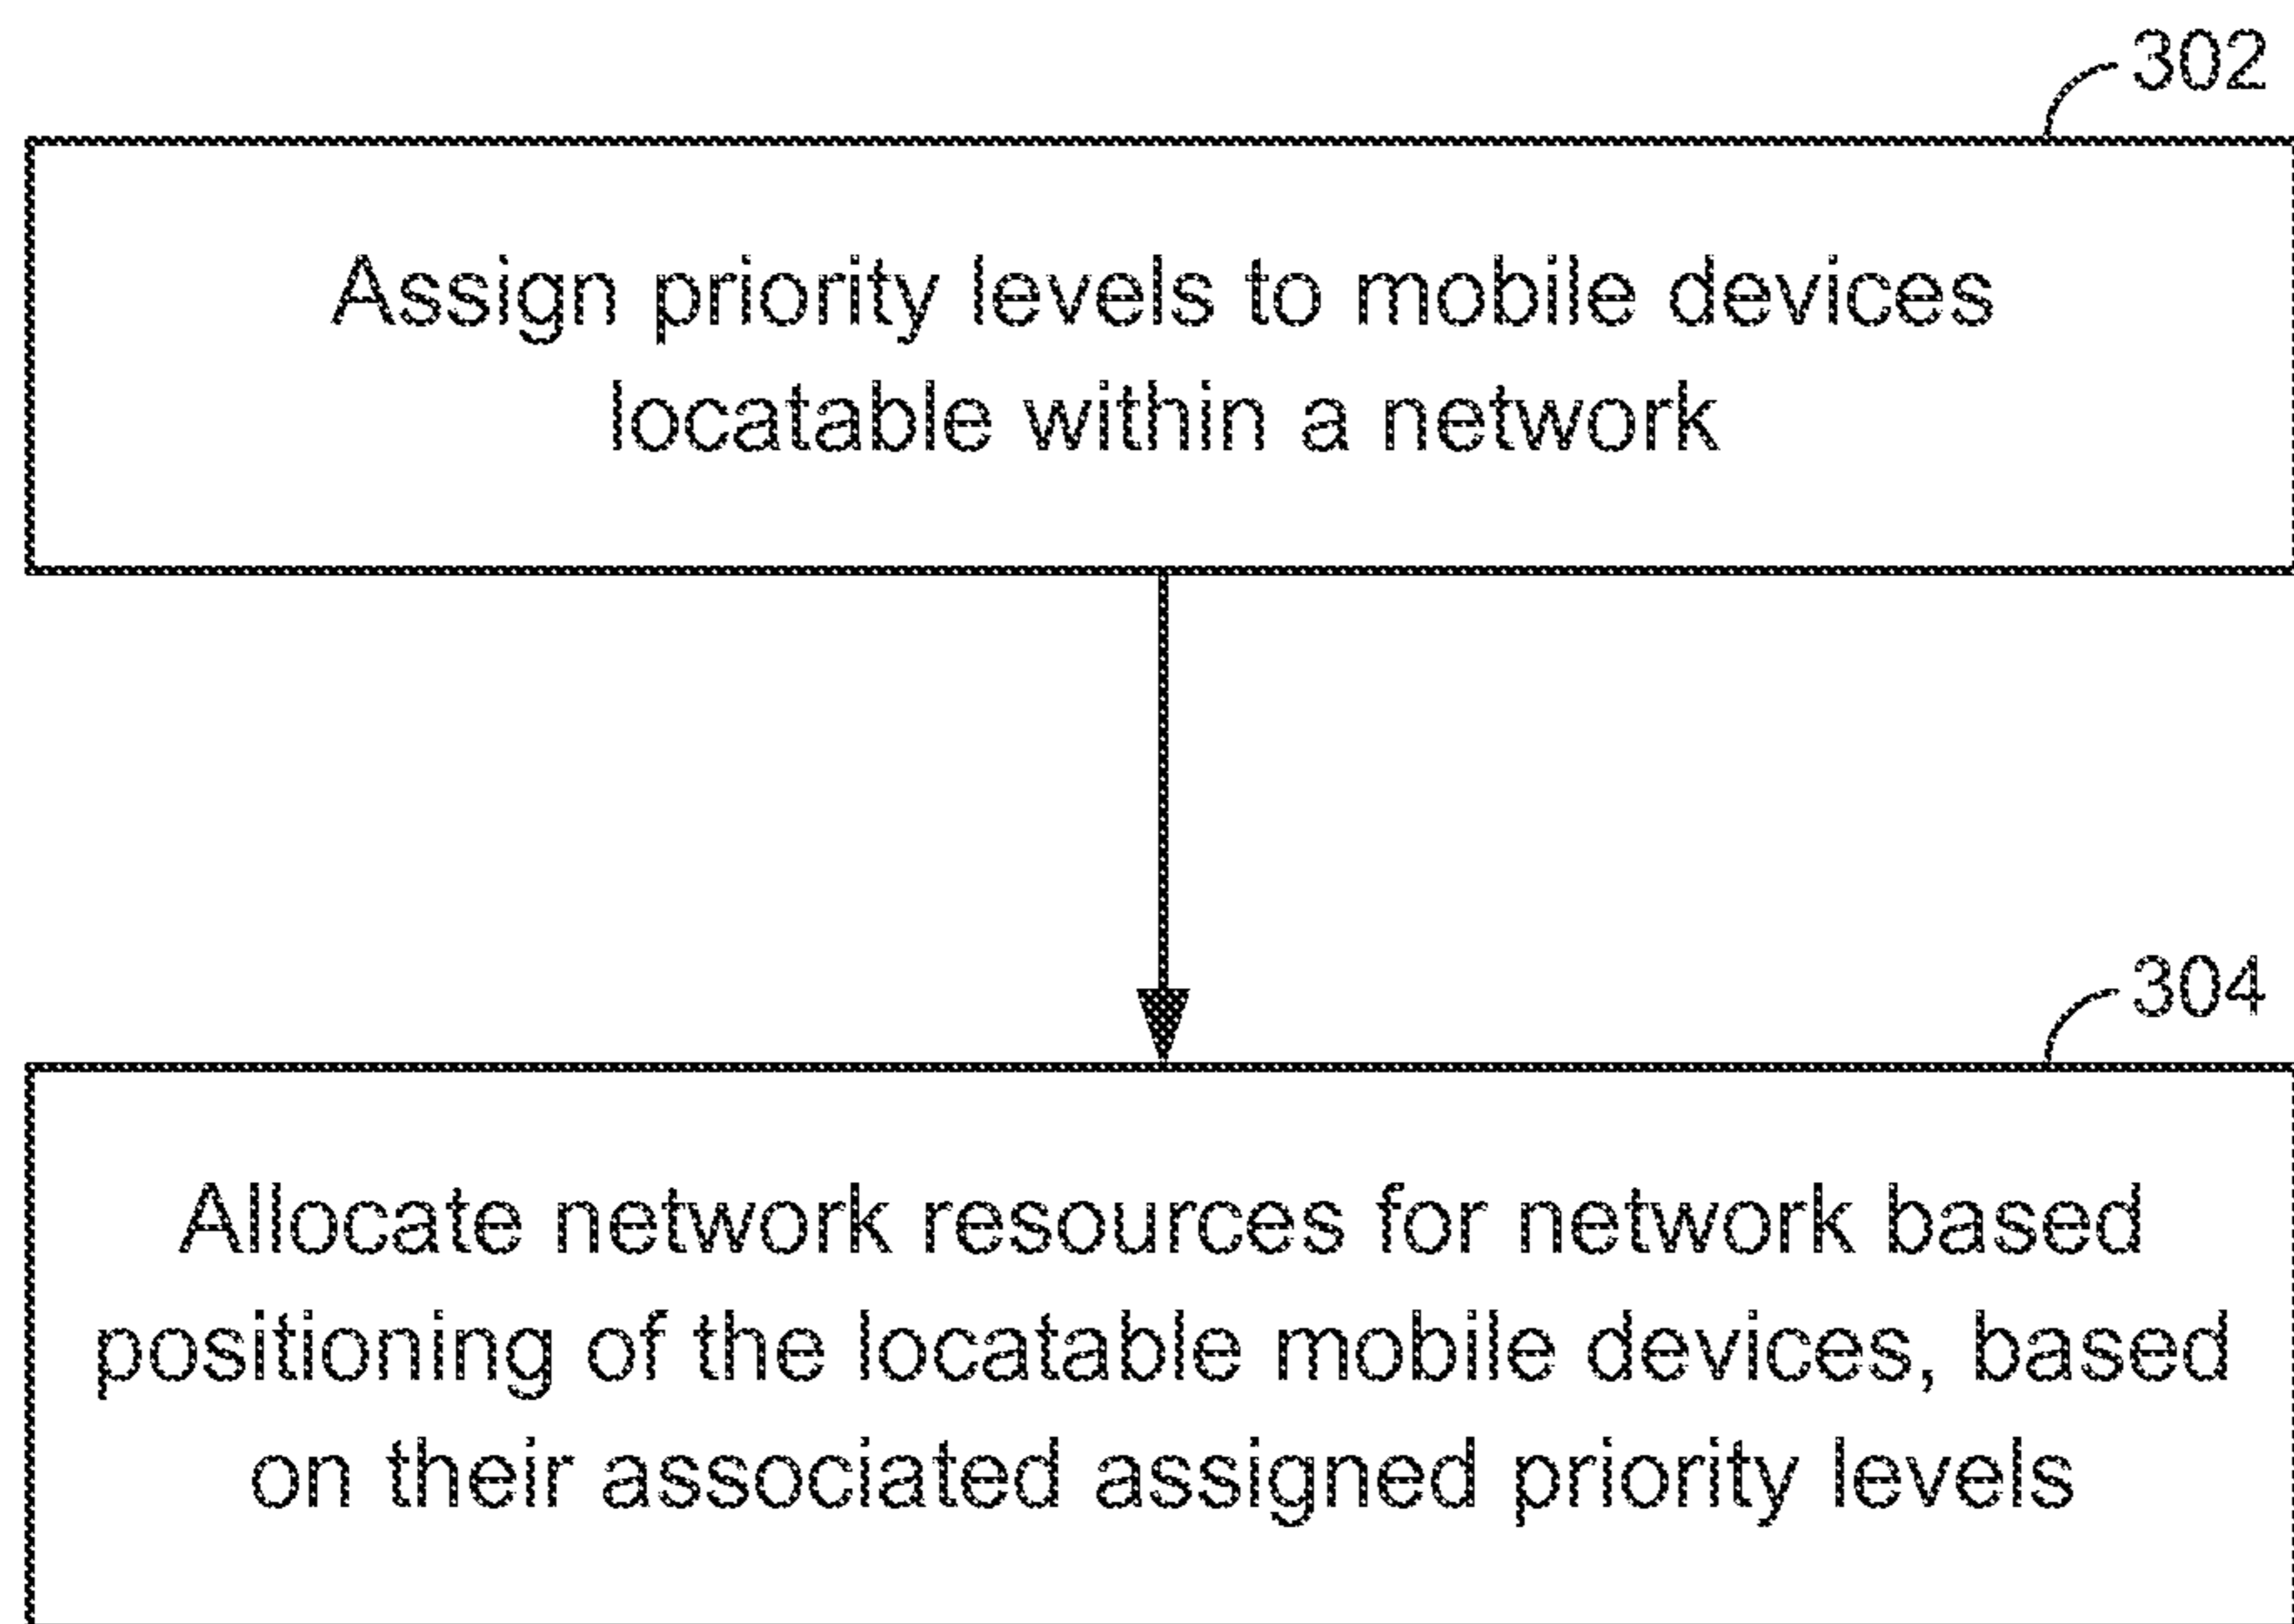 302
Assign priority levels to mobile devices
locatable within a network
304
Allocate network resources for network based
positioning of the locatable mobile devices, based
on their associated assigned priority levels